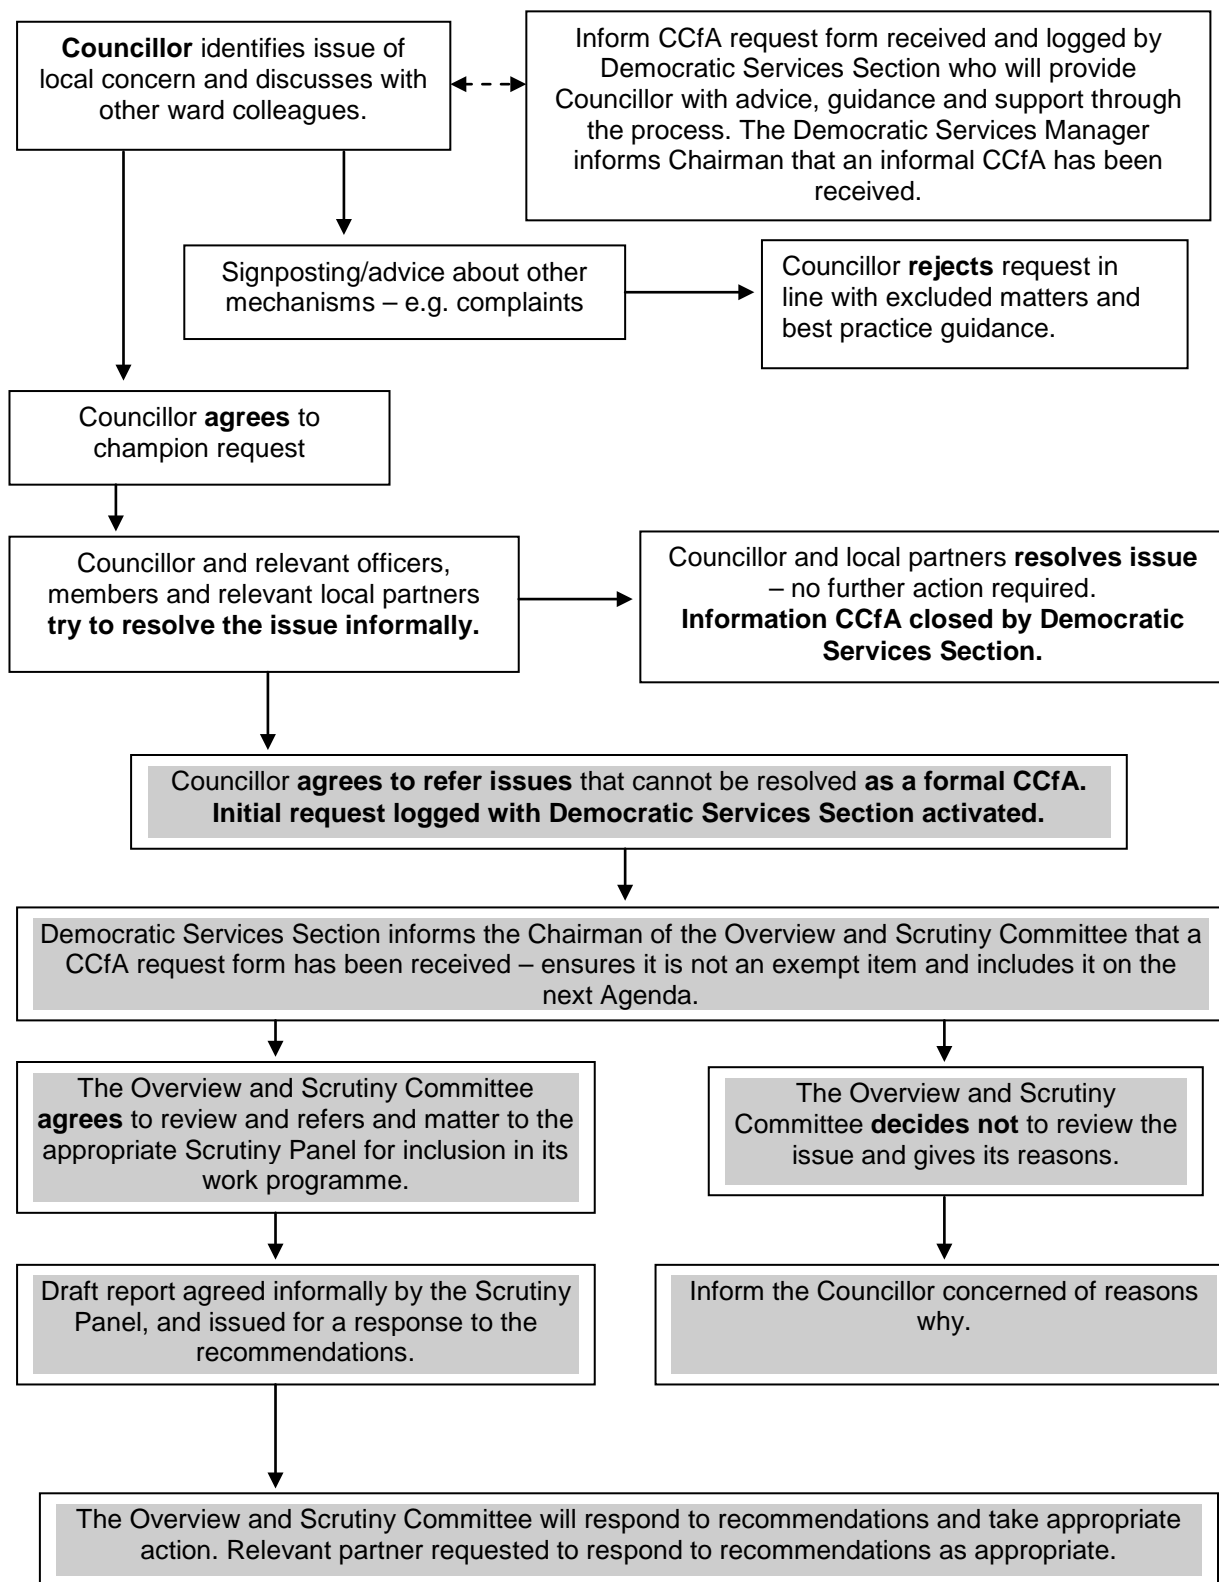 Councillor identifies issue of
local concern and discusses with
other ward colleagues.
Inform CCfA request form received and logged by
Democratic Services Section who will provide
Councillor with advice, guidance and support through
the process. The Democratic Services Manager
informs Chairman that an informal CCfA has been
received.
Signposting/advice about other
mechanisms – e.g. complaints
Councillor rejects request in
line with excluded matters and
best practice guidance.
Councillor agrees to
champion request
Councillor and relevant officers,
members and relevant local partners
try to resolve the issue informally.
Councillor and local partners resolves issue
– no further action required.
Information CCfA closed by Democratic
Services Section.
Councillor agrees to refer issues that cannot be resolved as a formal CCfA.
Initial request logged with Democratic Services Section activated.
Democratic Services Section informs the Chairman of the Overview and Scrutiny Committee that a
CCfA request form has been received – ensures it is not an exempt item and includes it on the
next Agenda.
The Overview and Scrutiny Committee
agrees to review and refers and matter to the
appropriate Scrutiny Panel for inclusion in its
work programme.
The Overview and Scrutiny
Committee decides not to review the
issue and gives its reasons.
Draft report agreed informally by the Scrutiny
Panel, and issued for a response to the
recommendations.
Inform the Councillor concerned of reasons
why.
The Overview and Scrutiny Committee will respond to recommendations and take appropriate
action. Relevant partner requested to respond to recommendations as appropriate.